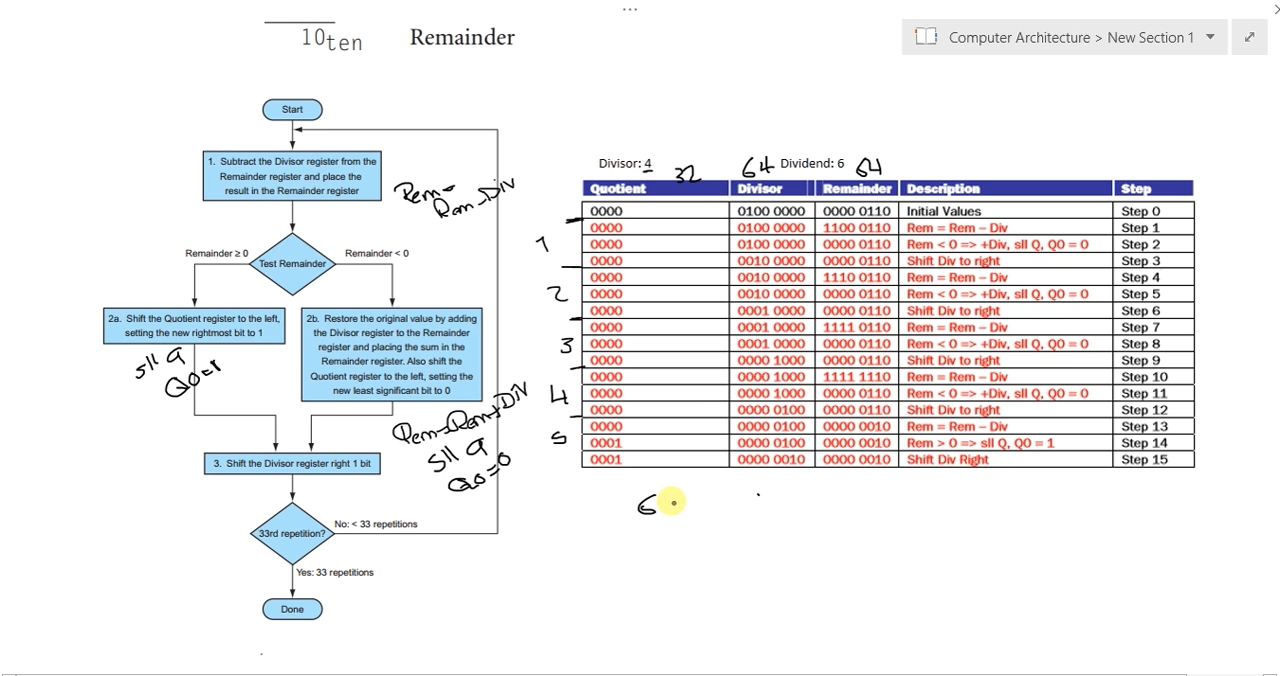 10ten Remainder
Computer Architecture > New Section 1
Start
1. Subtract the Divisor register from the
Remainder register and place the
result in the Remainder register
Rem=
Rem-Div
Remainder ≥ 0
Remainder < 0
Test Remainder
2a. Shift the Quotient register to the left,
setting the new rightmost bit to 1
sll Q
Q0=1
2b. Restore the original value by adding
the Divisor register to the Remainder
register and placing the sum in the
Remainder register. Also shift the
Quotient register to the left, setting the
new least significant bit to 0
Rem=Rem+Div
Sll Q
Q0=0
3. Shift the Divisor register right 1 bit
33rd repetition?
No: < 33 repetitions
Yes: 33 repetitions
Done
Divisor: 4 Dividend: 6
32 64 64
Quotient Divisor Remainder Description Step
0000 0100 0000 0000 0110 Initial Values Step 0
0000 0100 0000 1100 0110 Rem = Rem – Div Step 1
0000 0100 0000 0000 0110 Rem < 0 => +Div, sll Q, Q0 = 0 Step 2
0000 0010 0000 0000 0110 Shift Div to right Step 3
0000 0010 0000 1110 0110 Rem = Rem – Div Step 4
0000 0010 0000 0000 0110 Rem < 0 => +Div, sll Q, Q0 = 0 Step 5
0000 0001 0000 0000 0110 Shift Div to right Step 6
0000 0001 0000 1111 0110 Rem = Rem – Div Step 7
0000 0001 0000 0000 0110 Rem < 0 => +Div, sll Q, Q0 = 0 Step 8
0000 0000 1000 0000 0110 Shift Div to right Step 9
0000 0000 1000 1111 1110 Rem = Rem – Div Step 10
0000 0000 1000 0000 0110 Rem < 0 => +Div, sll Q, Q0 = 0 Step 11
0000 0000 0100 0000 0110 Shift Div to right Step 12
0000 0000 0100 0000 0010 Rem = Rem – Div Step 13
0001 0000 0100 0000 0010 Rem > 0 => sll Q, Q0 = 1 Step 14
0001 0000 0010 0000 0010 Shift Div Right Step 15
1
2
3
4
5
6